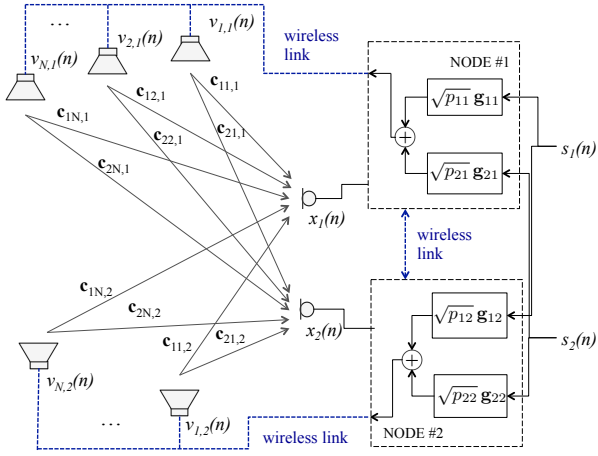 ...
v_{N,1}(n)
v_{2,1}(n)
v_{1,1}(n)
wireless
link
c_{11,1}
c_{12,1}
c_{21,1}
c_{1N,1}
c_{22,1}
c_{2N,1}
x_1(n)
NODE #1
√p_{11} g_{11}
+
√p_{21} g_{21}
s_1(n)
wireless
link
c_{1N,2}
c_{2N,2}
c_{11,2}
c_{21,2}
x_2(n)
√p_{12} g_{12}
+
√p_{22} g_{22}
NODE #2
s_2(n)
v_{N,2}(n)
...
v_{1,2}(n)
wireless link